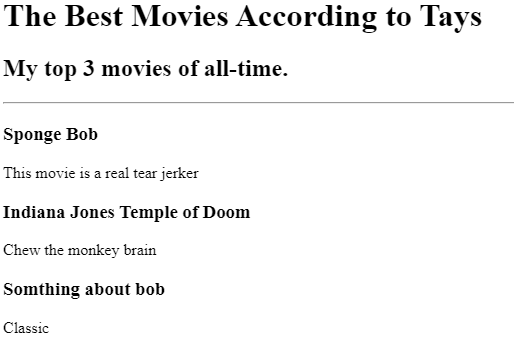 The Best Movies According to Tays
My top 3 movies of all-time.
Sponge Bob
This movie is a real tear jerker
Indiana Jones Temple of Doom
Chew the monkey brain
Somthing about bob
Classic